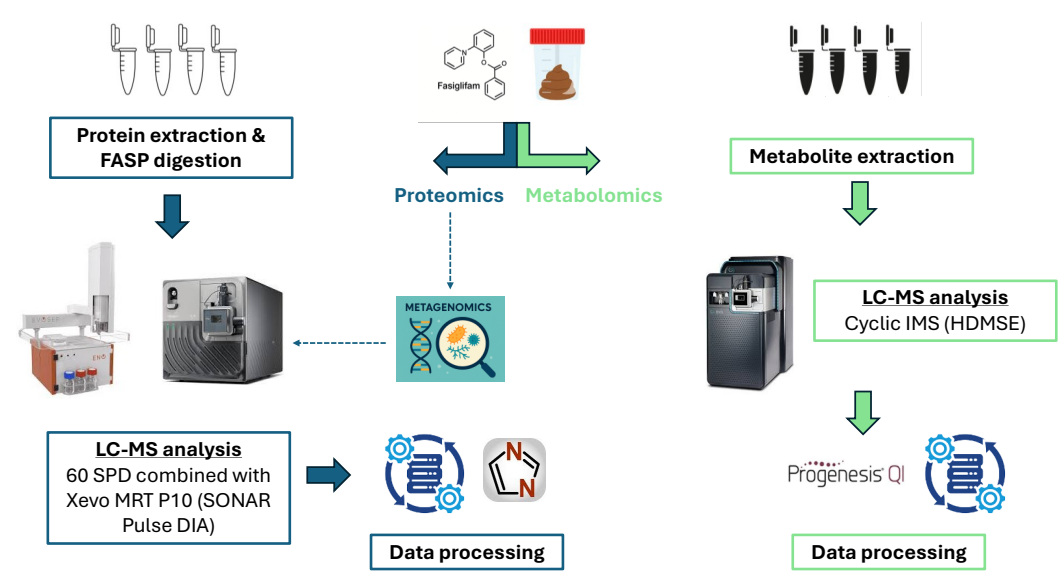 Protein extraction &
FASP digestion
N
O
O
Fasiglifam
Proteomics
Metabolomics
Metabolite extraction
METAGENOMICS
LC-MS analysis
Cyclic IMS (HDMSE)
LC-MS analysis
60 SPD combined with
Xevo MRT P10 (SONAR
Pulse DIA)
N
N
Data processing
Progenesis QI
Data processing